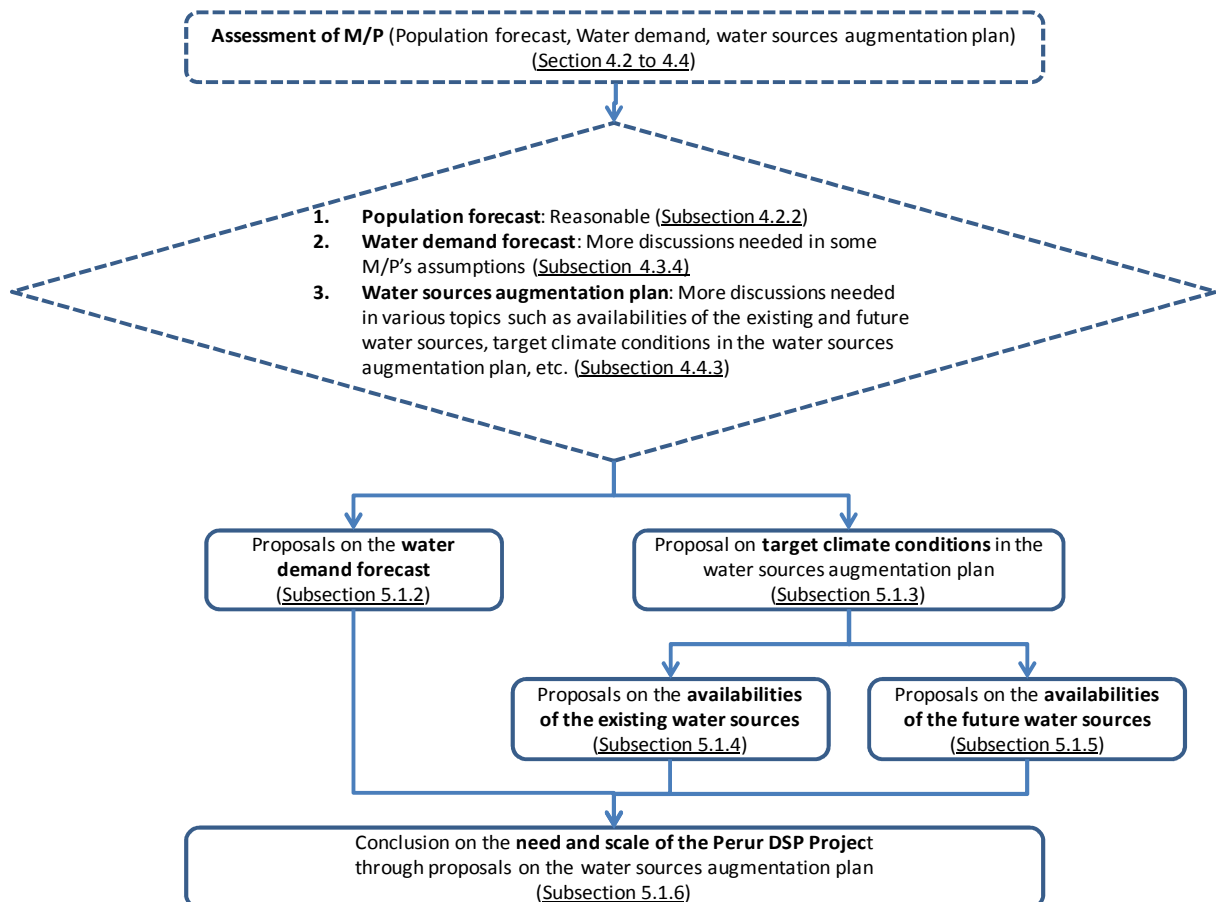 Assessment of M/P (Population forecast, Water demand, water sources augmentation plan)
(Section 4.2 to 4.4)
1. Population forecast: Reasonable (Subsection 4.2.2)
2. Water demand forecast: More discussions needed in some
M/P's assumptions (Subsection 4.3.4)
3. Water sources augmentation plan: More discussions needed
in various topics such as availabilities of the existing and future
water sources, target climate conditions in the water sources
augmentation plan, etc. (Subsection 4.4.3)
Proposals on the water
demand forecast
(Subsection 5.1.2)
Proposal on target climate conditions in the
water sources augmentation plan
(Subsection 5.1.3)
Proposals on the availabilities
of the existing water sources
(Subsection 5.1.4)
Proposals on the availabilities
of the future water sources
(Subsection 5.1.5)
Conclusion on the need and scale of the Perur DSP Project
through proposals on the water sources augmentation plan
(Subsection 5.1.6)